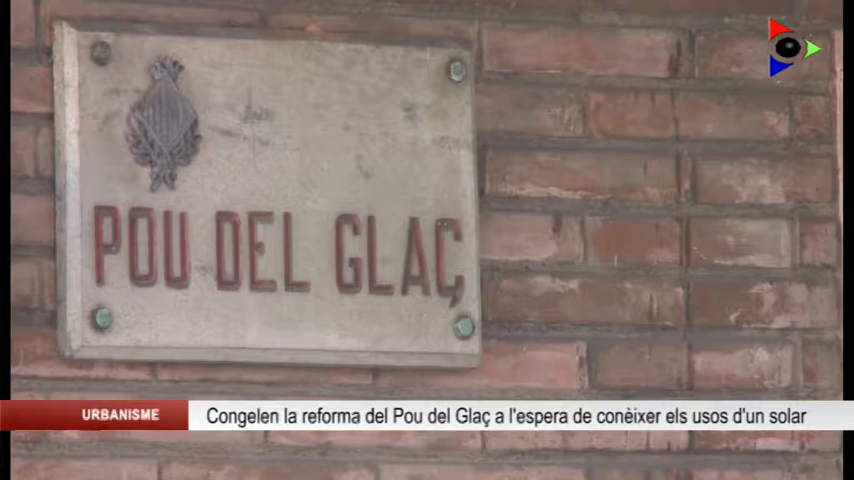 POU DEL GLAÇ
URBANISME
Congelen la reforma del Pou del Glaç a l'espera de conèixer els usos d'un solar